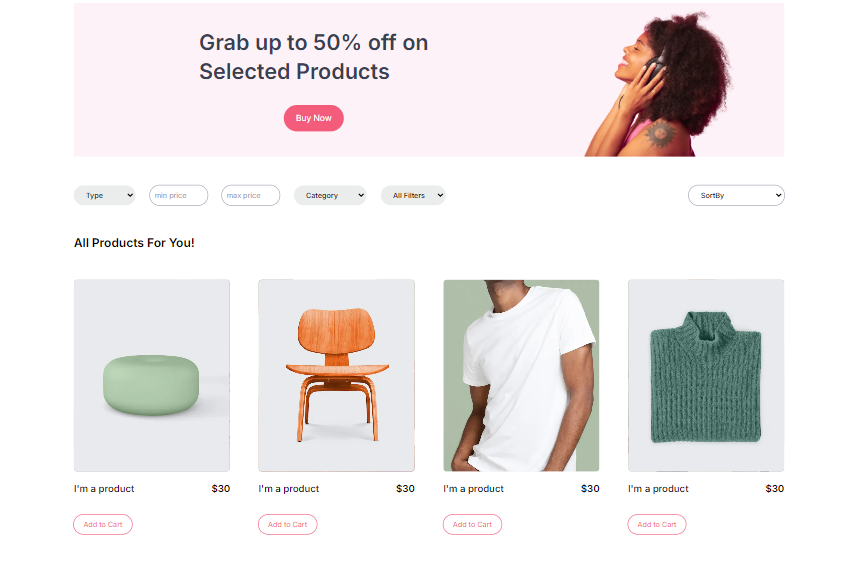 Grab up to 50% off on
Selected Products
Buy Now
Type
min price
max price
Category
All Filters
SortBy
All Products For You!
I'm a product $30
I'm a product $30
I'm a product $30
I'm a product $30
Add to Cart
Add to Cart
Add to Cart
Add to Cart